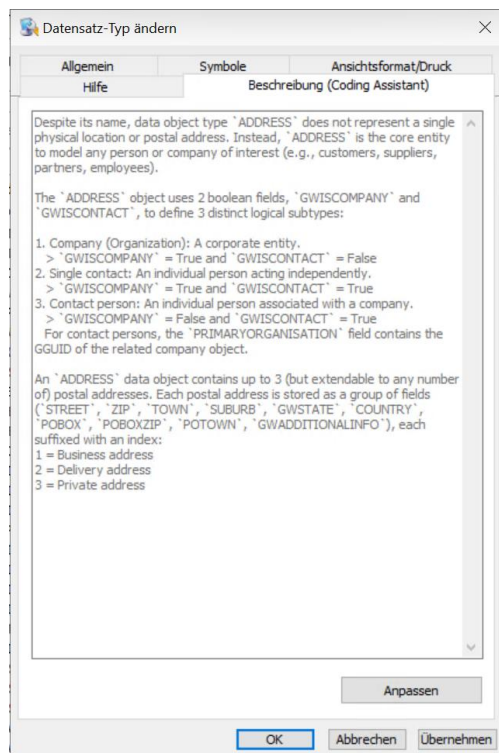 Datensatz-Typ ändern
Allgemein
Symbole
Ansichtsformat/Druck
Hilfe
Beschreibung (Coding Assistant)
Despite its name, data object type `ADDRESS` does not represent a single
physical location or postal address. Instead, `ADDRESS` is the core entity
to model any person or company of interest (e.g., customers, suppliers,
partners, employees).
The `ADDRESS` object uses 2 boolean fields, `GWISCOMPANY` and
`GWISCONTACT`, to define 3 distinct logical subtypes:
1. Company (Organization): A corporate entity.
> `GWISCOMPANY` = True and `GWISCONTACT` = False
2. Single contact: An individual person acting independently.
> `GWISCOMPANY` = True and `GWISCONTACT` = True
3. Contact person: An individual person associated with a company.
> `GWISCOMPANY` = False and `GWISCONTACT` = True
For contact persons, the `PRIMARYORGANISATION` field contains the
GGUID of the related company object.
An `ADDRESS` data object contains up to 3 (but extendable to any number
of) postal addresses. Each postal address is stored as a group of fields
(`STREET`, `ZIP`, `TOWN`, `SUBURB`, `GWSTATE`, `COUNTRY`,
`POBOX`, `POBOXZIP`, `POTOWN`, `GWADDITIONALINFO`), each
suffixed with an index:
1 = Business address
2 = Delivery address
3 = Private address
Anpassen
OK
Abbrechen
Übernehmen